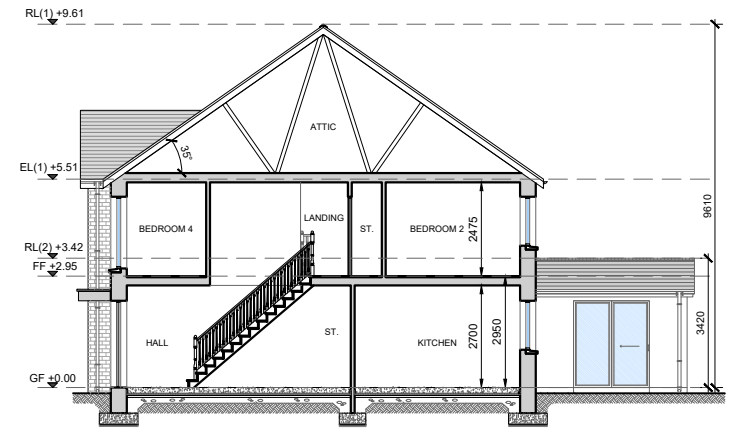 RL(1) +9.61
ATTIC
35°
EL(1) +5.51
9610
BEDROOM 4
LANDING
ST.
BEDROOM 2
2475
RL(2) +3.42
FF +2.95
HALL
ST.
KITCHEN
2700
2950
3420
GF +0.00